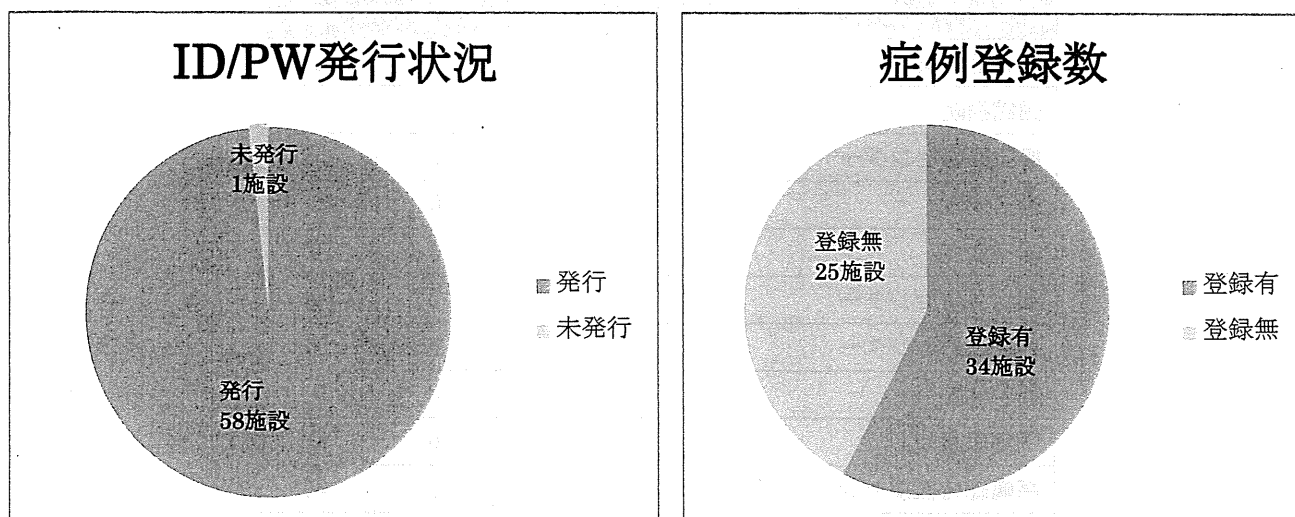 ID/PW発行状況
未発行
1施設
発行
58施設
発行
未発行
症例登録数
登録無
25施設
登録有
34施設
登録有
登録無